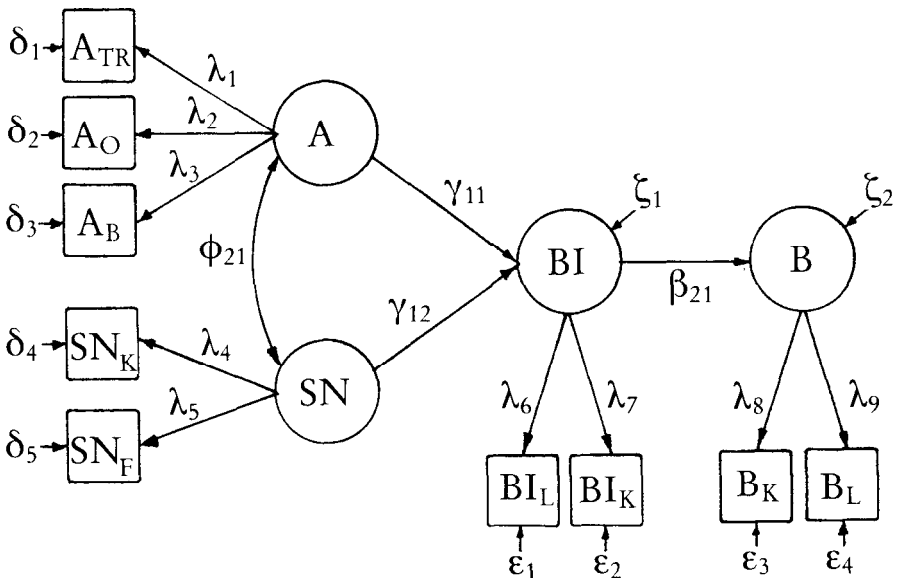 δ₁ A_TR λ₁
δ₂ A_O λ₂ A
δ₃ A_B λ₃
γ₁₁ ζ₁ ζ₂
ϕ₂₁ BI β₂₁ B
γ₁₂
δ₄ SN_K λ₄
SN
δ₅ SN_F λ₅
λ₆ λ₇ λ₈ λ₉
BI_L BI_K B_K B_L
ε₁ ε₂ ε₃ ε₄